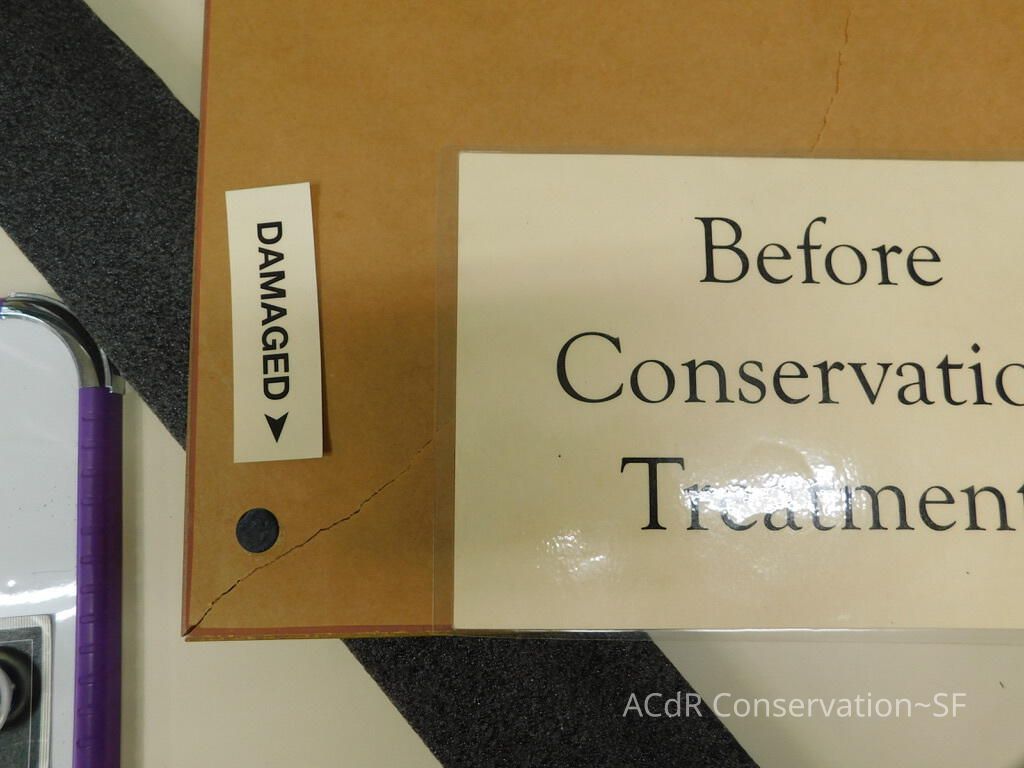 DAMAGED
Before
Conservatio
Treatment
ACdR Conservation~SF